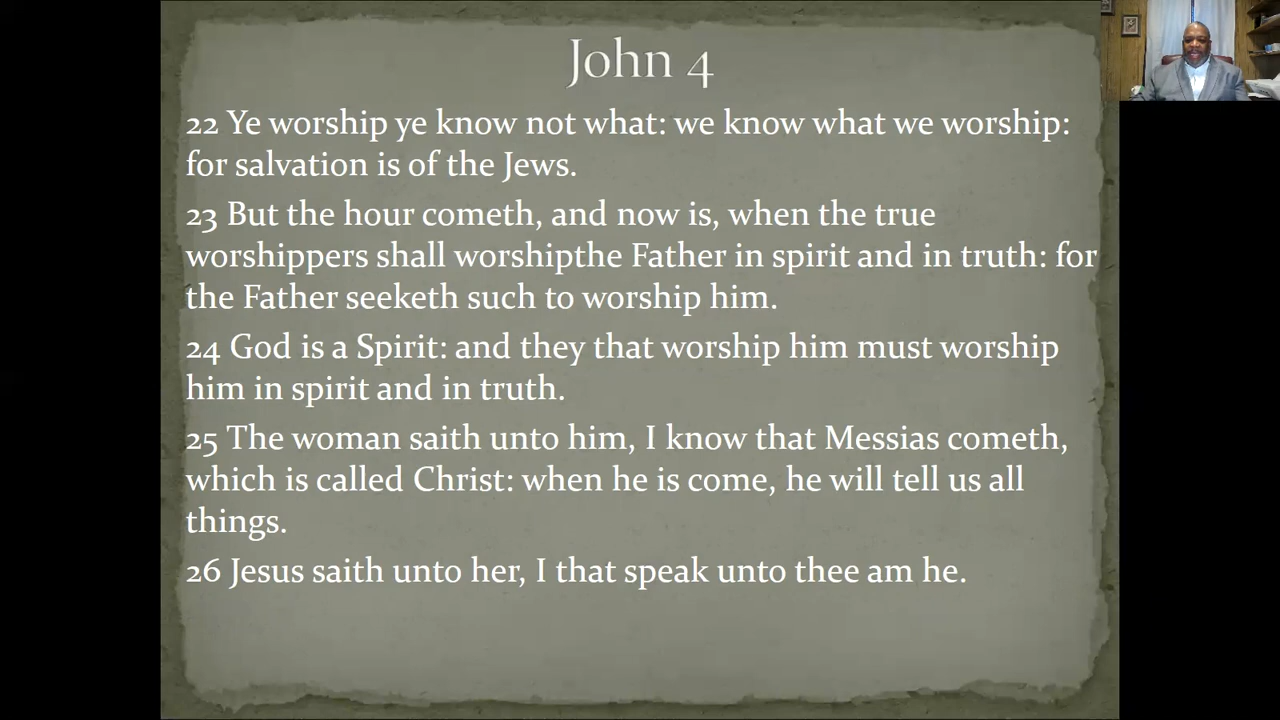 John 4
22 Ye worship ye know not what: we know what we worship:
for salvation is of the Jews.
23 But the hour cometh, and now is, when the true
worshippers shall worshipthe Father in spirit and in truth: for
the Father seeketh such to worship him.
24 God is a Spirit: and they that worship him must worship
him in spirit and in truth.
25 The woman saith unto him, I know that Messias cometh,
which is called Christ: when he is come, he will tell us all
things.
26 Jesus saith unto her, I that speak unto thee am he.